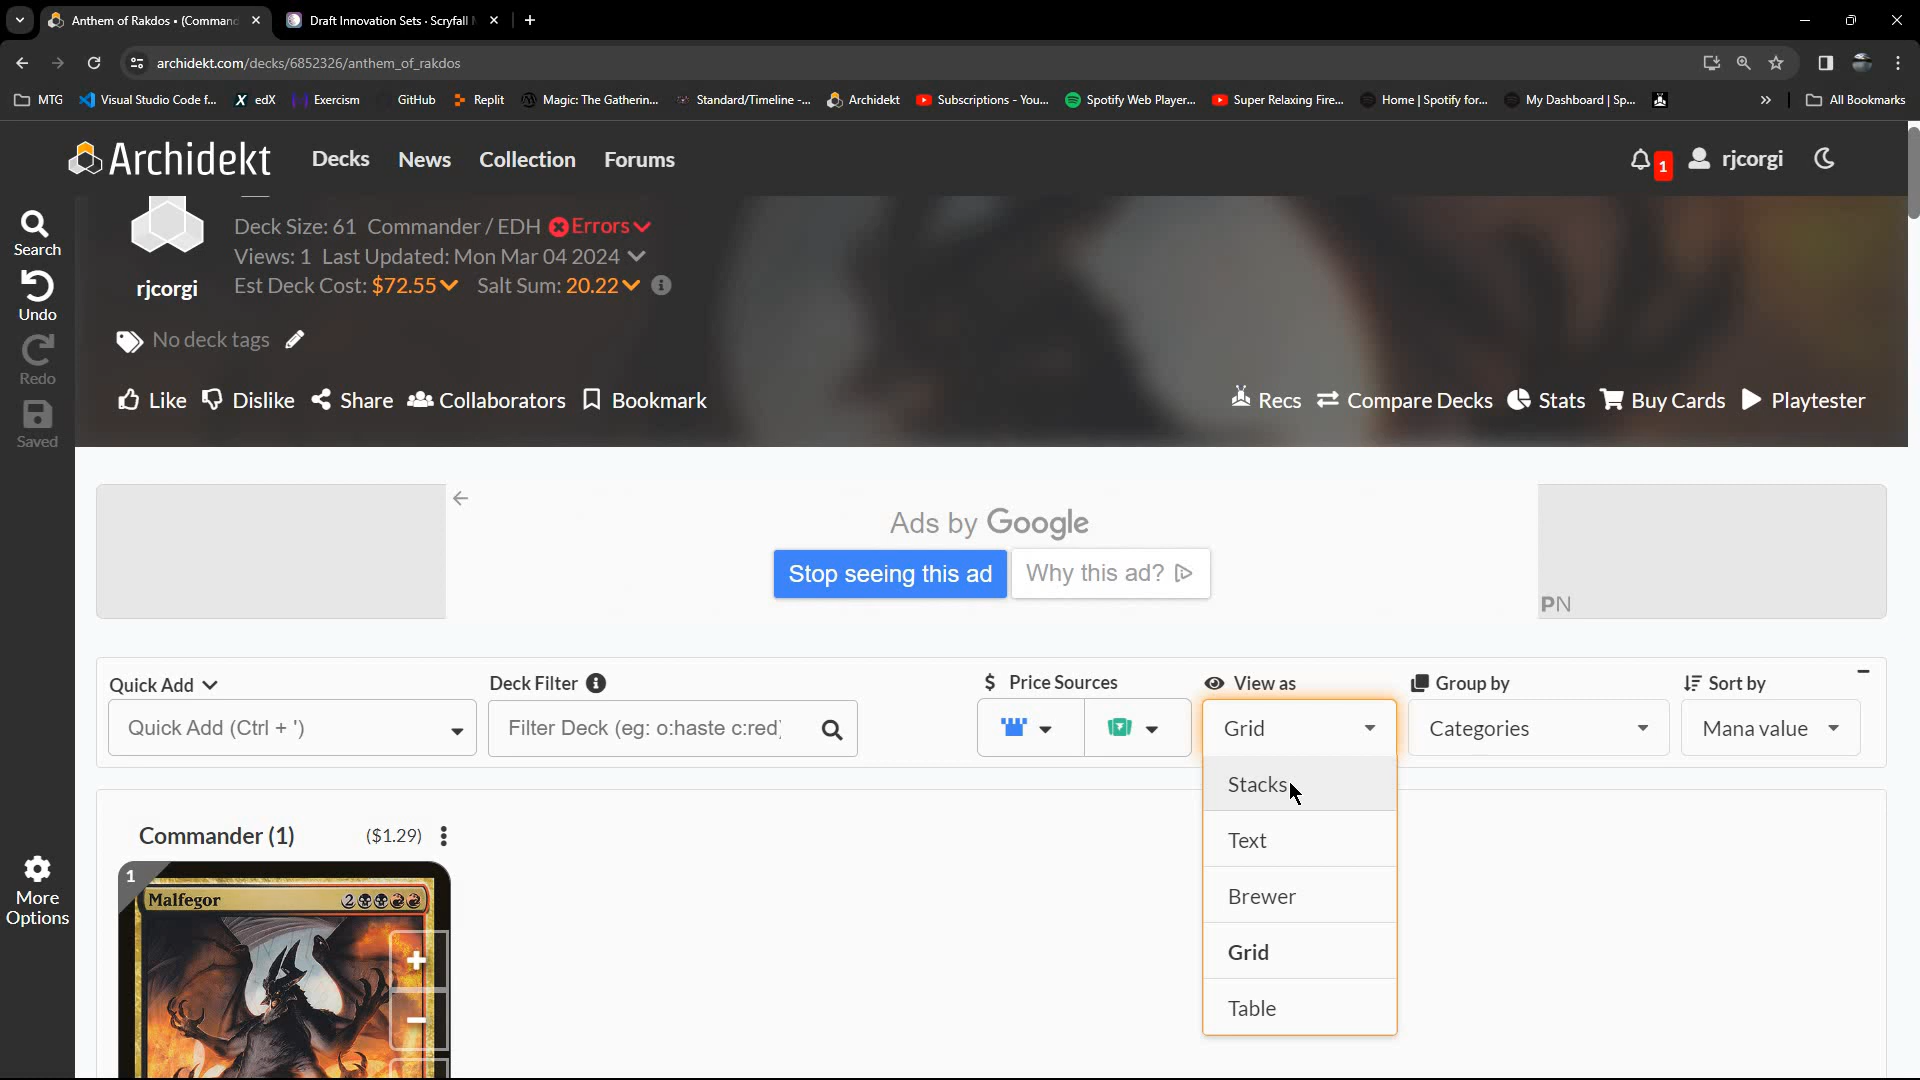 Anthem of Rakdos • (Comman
Draft Innovation Sets · Scryfall
archidekt.com/decks/6852326/anthem_of_rakdos
MTG
Visual Studio Code f...
edX
Exercism
GitHub
Replit
Magic: The Gatherin...
Standard/Timeline -...
Archidekt
Subscriptions - You...
Spotify Web Player...
Super Relaxing Fire...
Home | Spotify for...
My Dashboard | Sp...
All Bookmarks
Archidekt
Decks
News
Collection
Forums
1
rjcorgi
Search
Undo
Redo
Saved
More
Options
rjcorgi
Deck Size: 61 Commander / EDH Errors
Views: 1 Last Updated: Mon Mar 04 2024
Est Deck Cost: $72.55 Salt Sum: 20.22
No deck tags
Like
Dislike
Share
Collaborators
Bookmark
Recs
Compare Decks
Stats
Buy Cards
Playtester
Ads by Google
Stop seeing this ad
Why this ad?
PN
Quick Add
Quick Add (Ctrl + ')
Deck Filter
Filter Deck (eg: o:haste c:red)
$ Price Sources
View as
Grid
Group by
Categories
Sort by
Mana value
Stacks
Text
Brewer
Grid
Table
Commander (1)
($1.29)
1
Malfegor
2